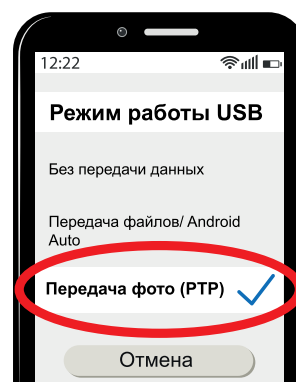 12:22
Режим работы USB
Без передачи данных
Передача файлов/ Android
Auto
Передача фото (PTP)
Отмена